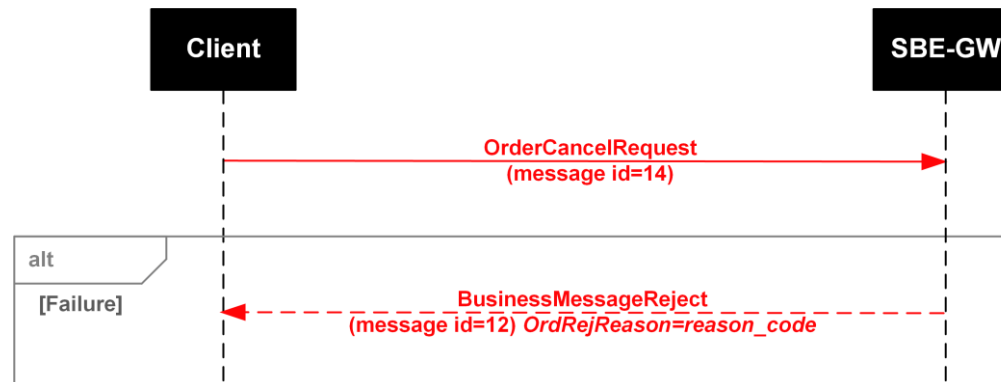 Client
SBE-GW
OrderCancelRequest
(message id=14)
alt
[Failure]
BusinessMessageReject
(message id=12) OrdRejReason=reason_code